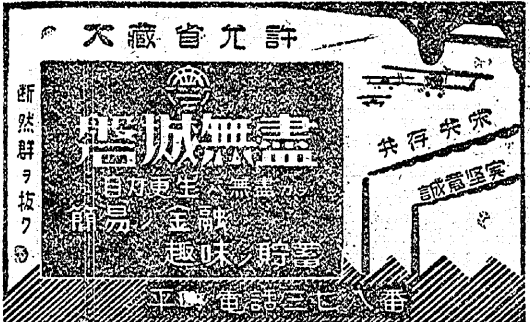 大藏省允許
断然群ヲ抜ク
磐城無盡
自力更生ハ無盡カラ
簡易ノ金融
趣味ノ貯蓄
共存共栄
誠意堅実
平 電話三七八番